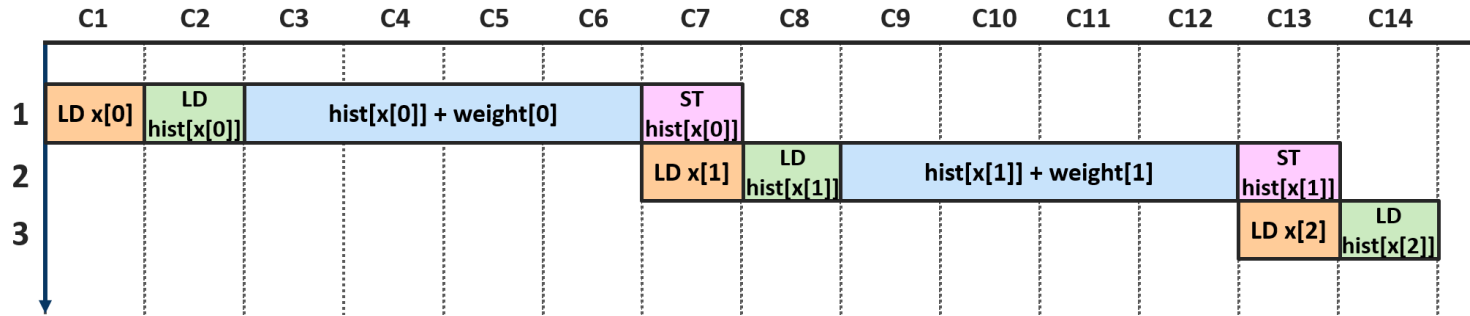 C1 C2 C3 C4 C5 C6 C7 C8 C9 C10 C11 C12 C13 C14
1
LD x[0]
LD
hist[x[0]]
hist[x[0]] + weight[0]
ST
hist[x[0]]
2
LD x[1]
LD
hist[x[1]]
hist[x[1]] + weight[1]
ST
hist[x[1]]
3
LD x[2]
LD
hist[x[2]]